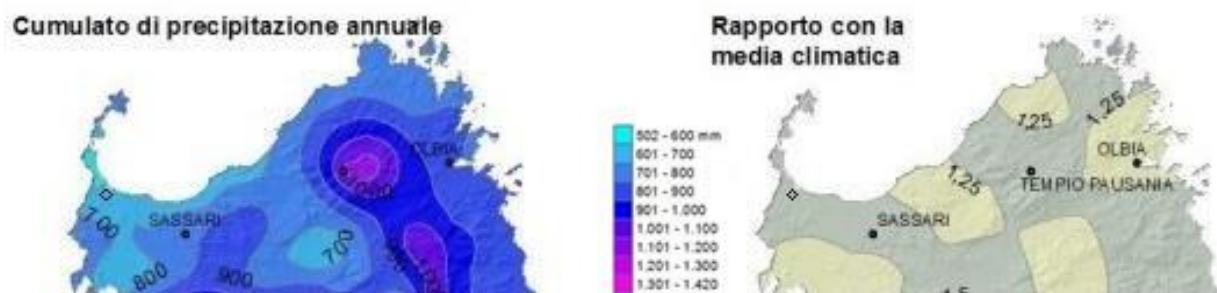 Cumulato di precipitazione annuale
OLBIA
SASSARI
700
700
800
900
502 - 600 mm
601 - 700
701 - 800
801 - 900
901 - 1.000
1.001 - 1.100
1.101 - 1.200
1.201 - 1.300
1.301 - 1.420
Rapporto con la
media climatica
1,25
1,25
OLBIA
TEMPIO PAUSANIA
1,25
SASSARI
1,5